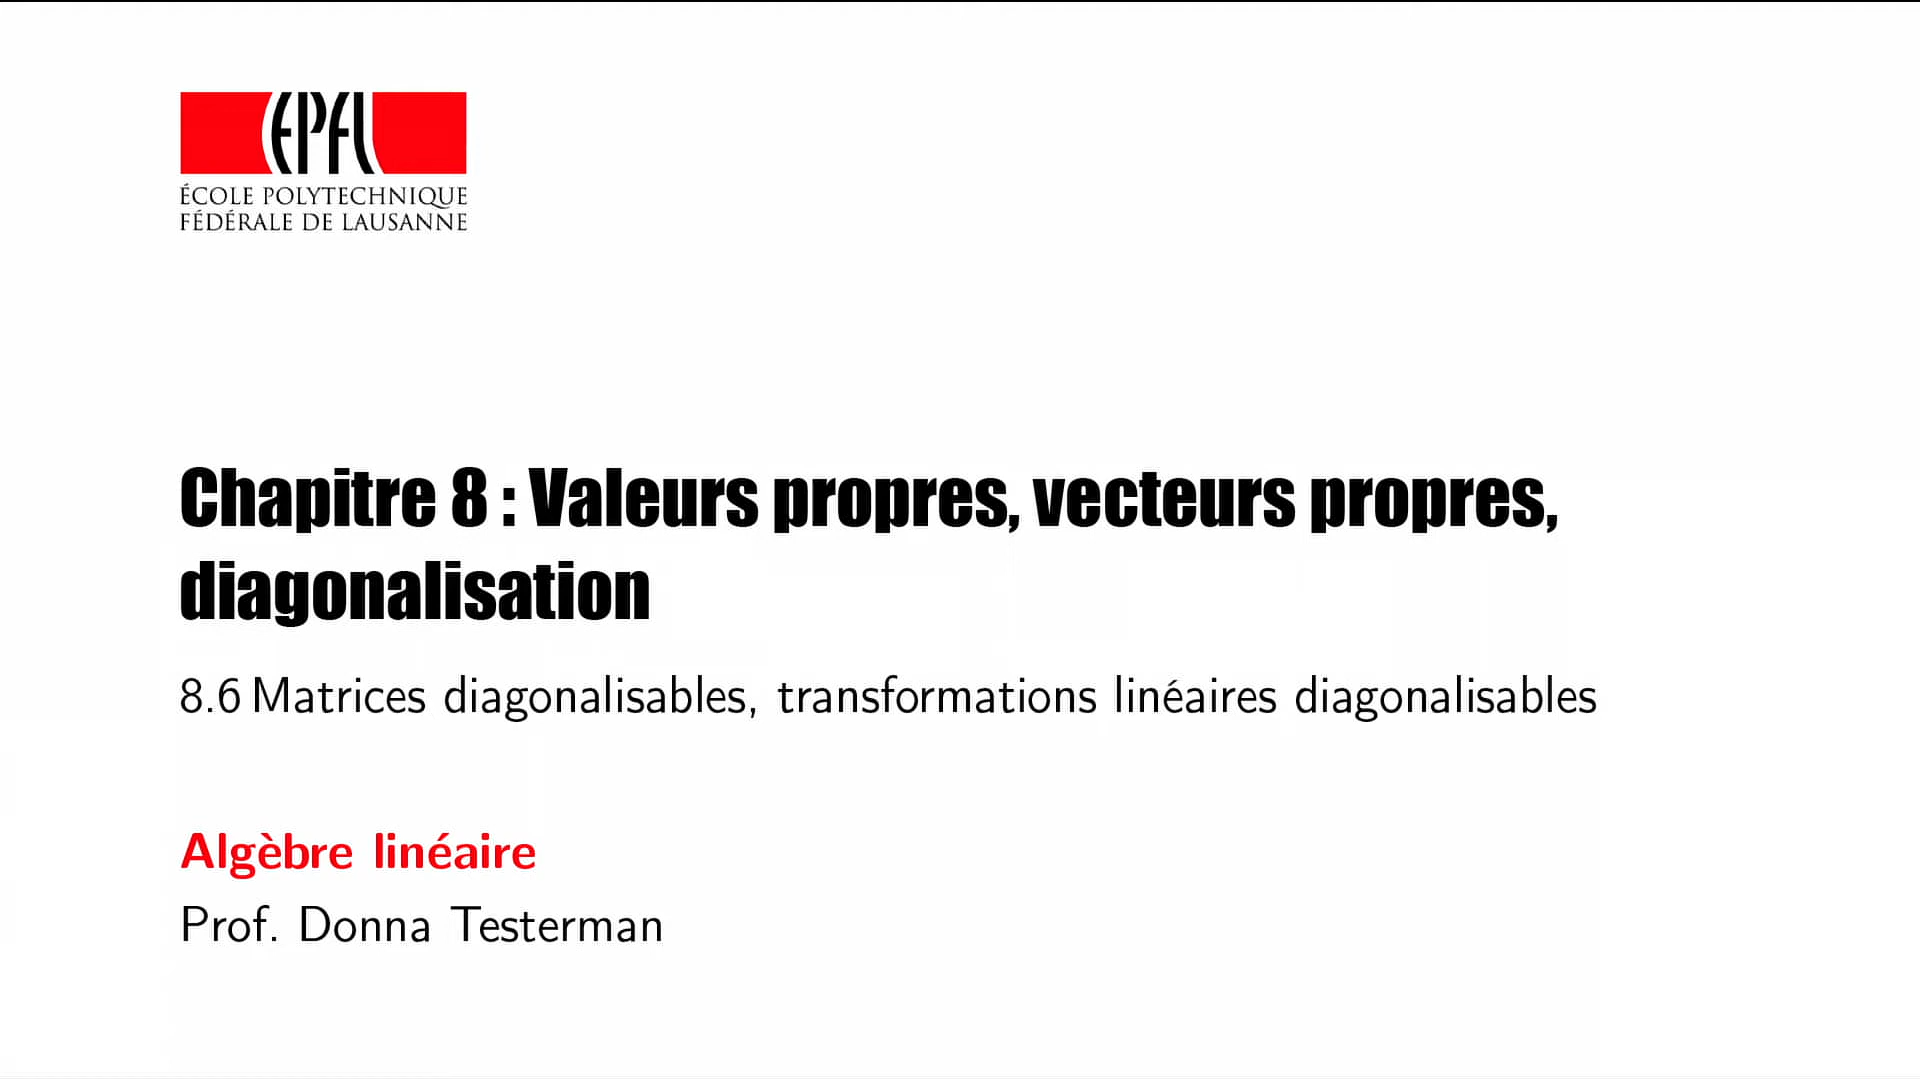 EPFL
ÉCOLE POLYTECHNIQUE
FÉDÉRALE DE LAUSANNE
Chapitre 8 : Valeurs propres, vecteurs propres,
diagonalisation
8.6 Matrices diagonalisables, transformations linéaires diagonalisables
Algèbre linéaire
Prof. Donna Testerman